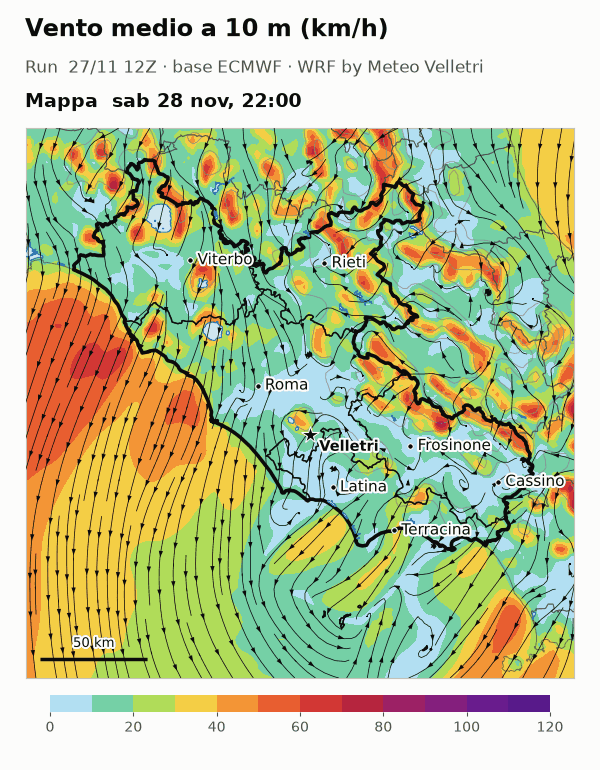 Vento medio a 10 m (km/h)
Run  27/11 12Z · base ECMWF · WRF by Meteo Velletri
Mappa  sab 28 nov, 22:00
Viterbo
Rieti
Roma
Velletri
Frosinone
Latina
Cassino
Terracina
50 km
0 20 40 60 80 100 120